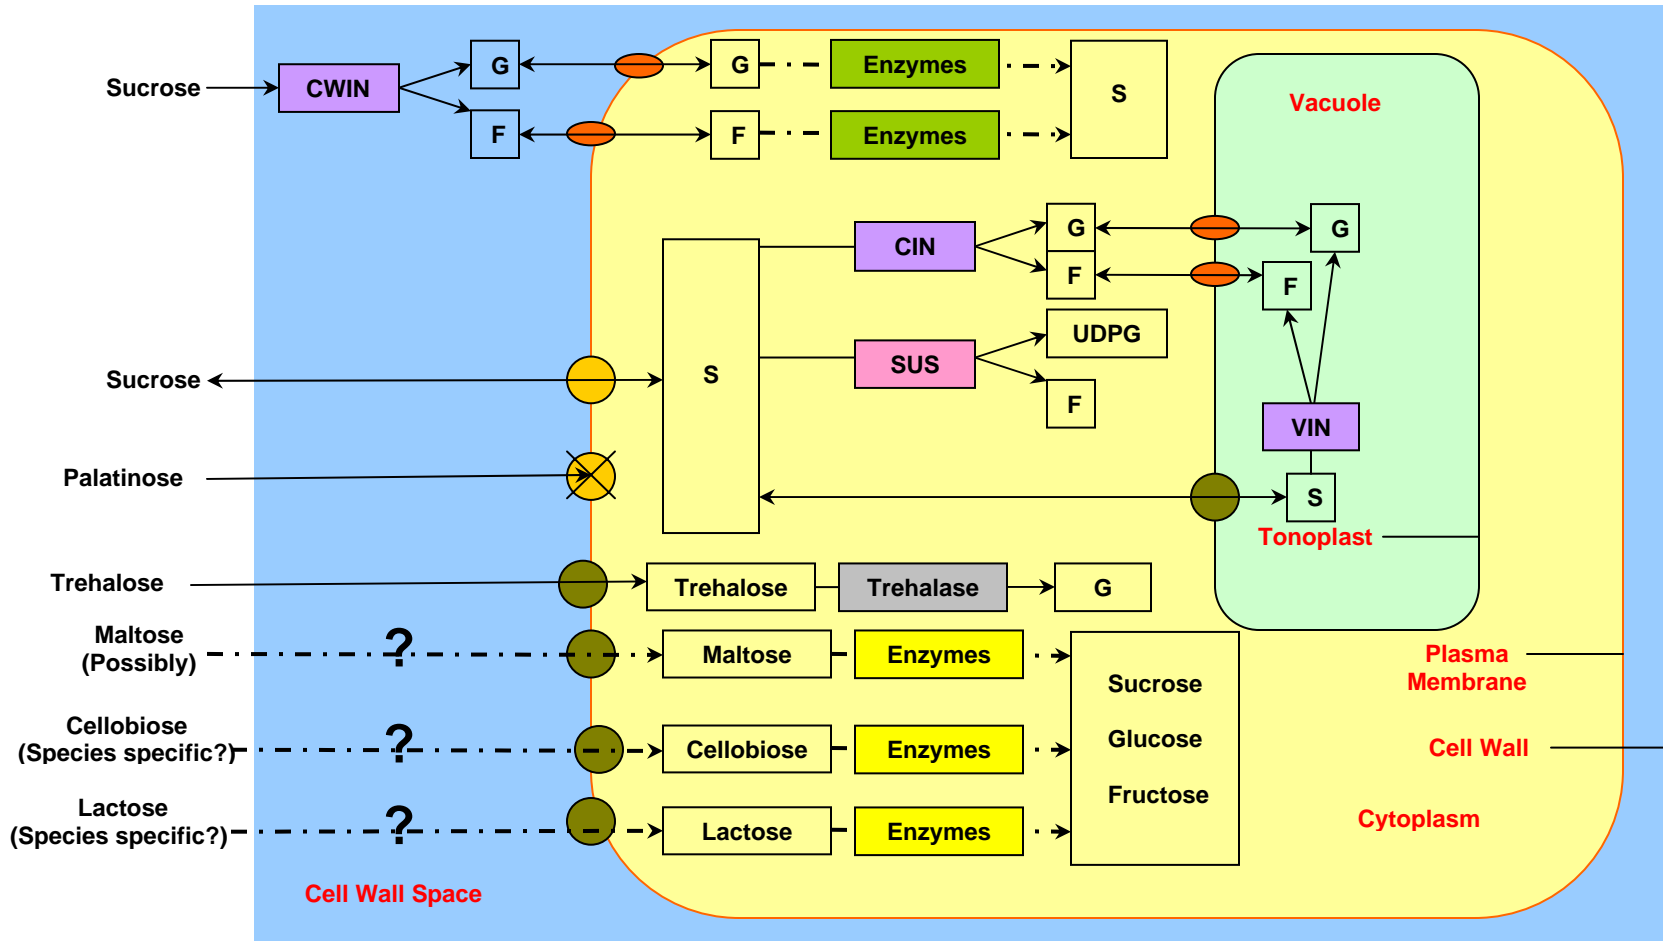 G
G
Enzymes
Sucrose
CWIN
S
Vacuole
F
F
Enzymes
CIN
G
G
F
F
UDPG
Sucrose
S
SUS
F
VIN
Palatinose
S
Tonoplast
Trehalose
Trehalose
Trehalase
G
Maltose
(Possibly)
?
Maltose
Enzymes
Plasma
Membrane
Cellobiose
(Species specific?)
?
Cellobiose
Enzymes
Sucrose
Glucose
Fructose
Cell Wall
Lactose
(Species specific?)
?
Lactose
Enzymes
Cytoplasm
Cell Wall Space